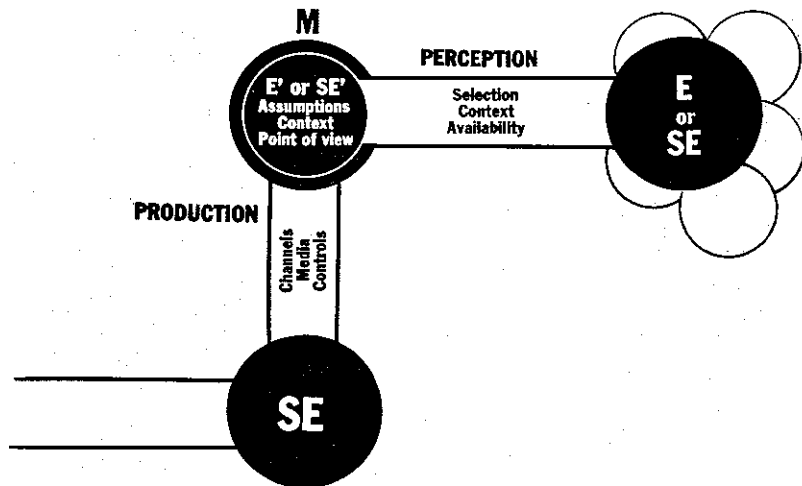 M
E' or SE'
Assumptions
Context
Point of view
PERCEPTION
Selection
Context
Availability
E
or
SE
PRODUCTION
Channels
Media
Controls
SE